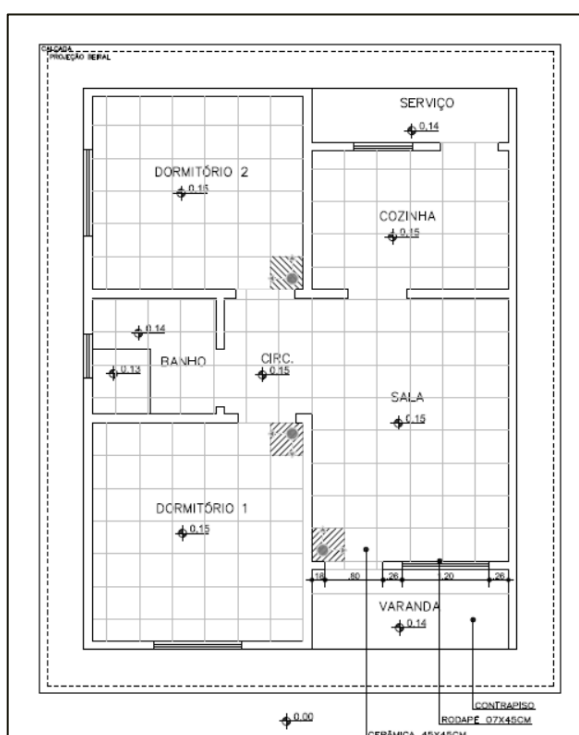 CALÇADA
PROJEÇÃO BEIRAL
SERVIÇO
0.14
DORMITÓRIO 2
0.15
COZINHA
0.15
0.14
BANHO
0.13
CIRC.
0.15
SALA
0.15
DORMITÓRIO 1
0.15
.16 .80 .26 1.20 .26
VARANDA
0.14
CONTRAPISO
RODAPÉ 07X45CM
0.00
CERÂMICA 45X45CM